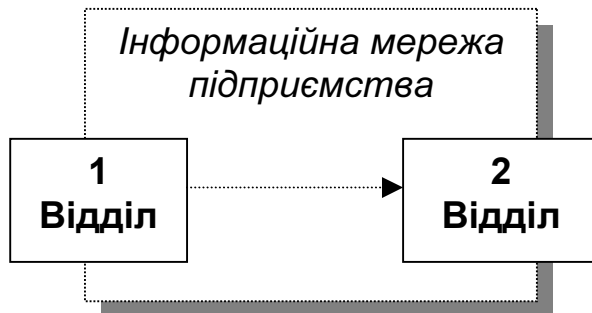 Інформаційна мережа
підприємства
1
Відділ
2
Відділ